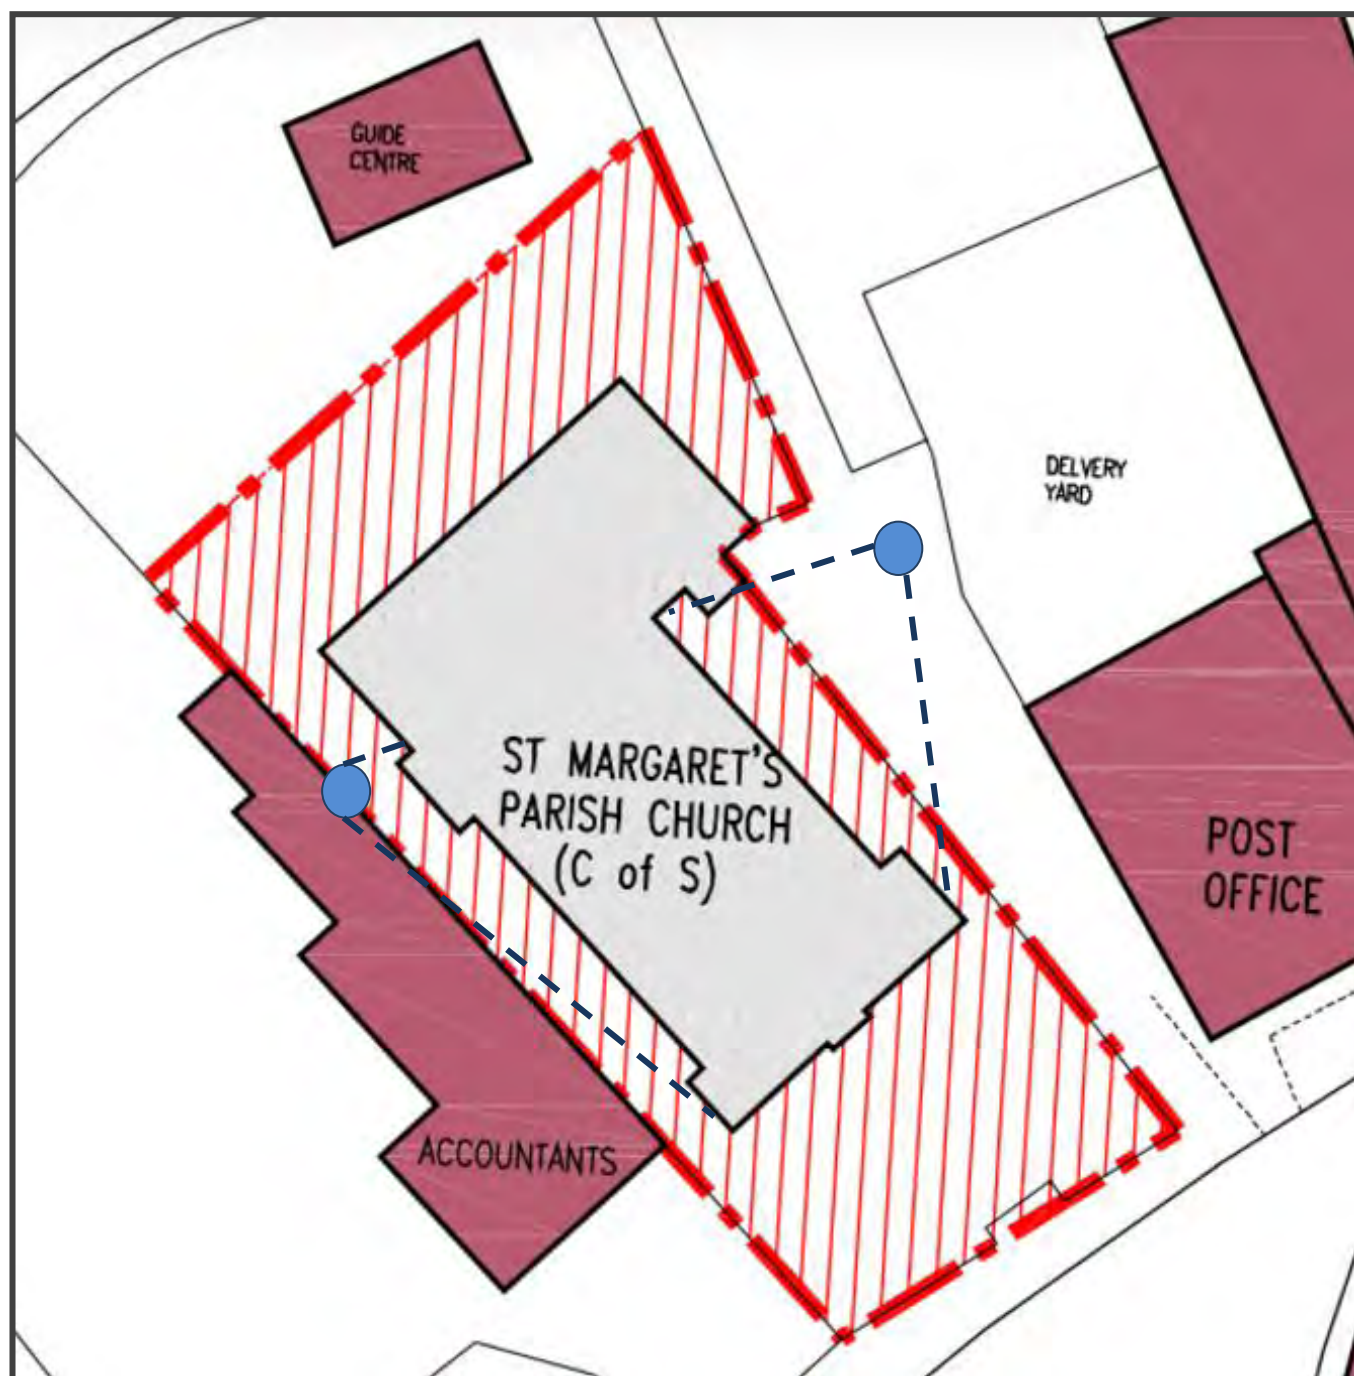 GUIDE
CENTRE
DELVERY
YARD
ST MARGARET'S
PARISH CHURCH
(C of S)
POST
OFFICE
ACCOUNTANTS